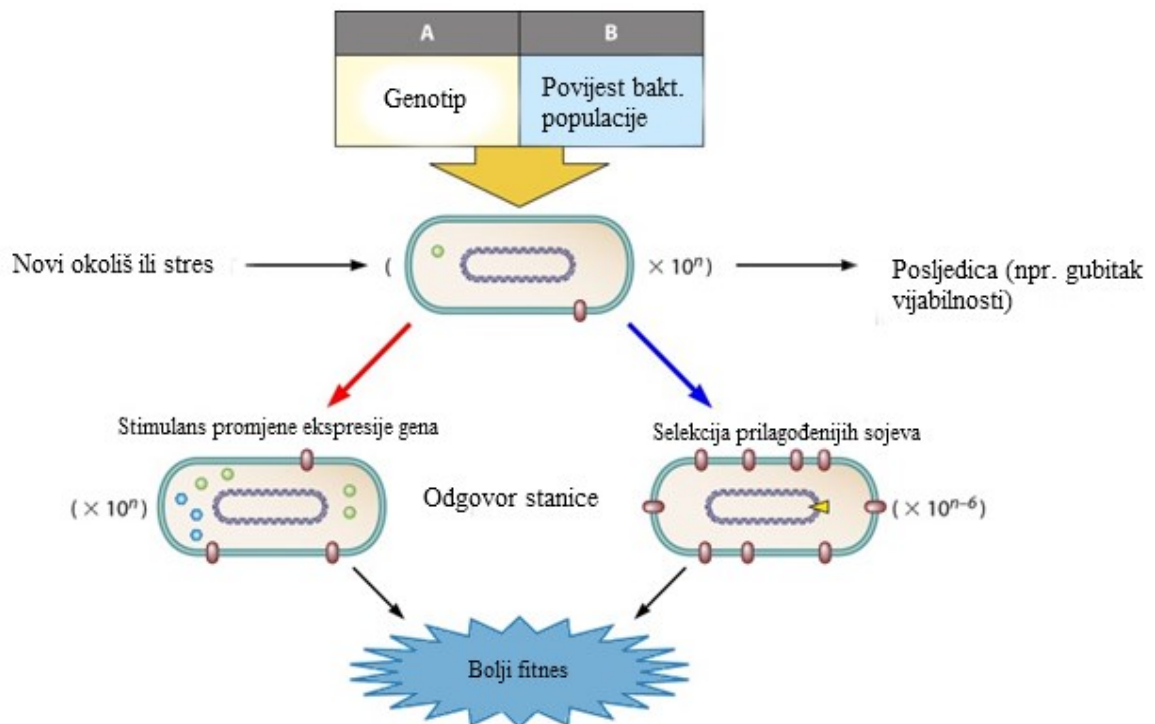 A
B
Genotip
Povijest bakt.
populacije
Novi okoliš ili stres
( × 10ⁿ)
Posljedica (npr. gubitak
vijabilnosti)
Stimulans promjene ekspresije gena
Selekcija prilagođenijih sojeva
( × 10ⁿ)
Odgovor stanice
( × 10ⁿ⁻⁶)
Bolji fitnes